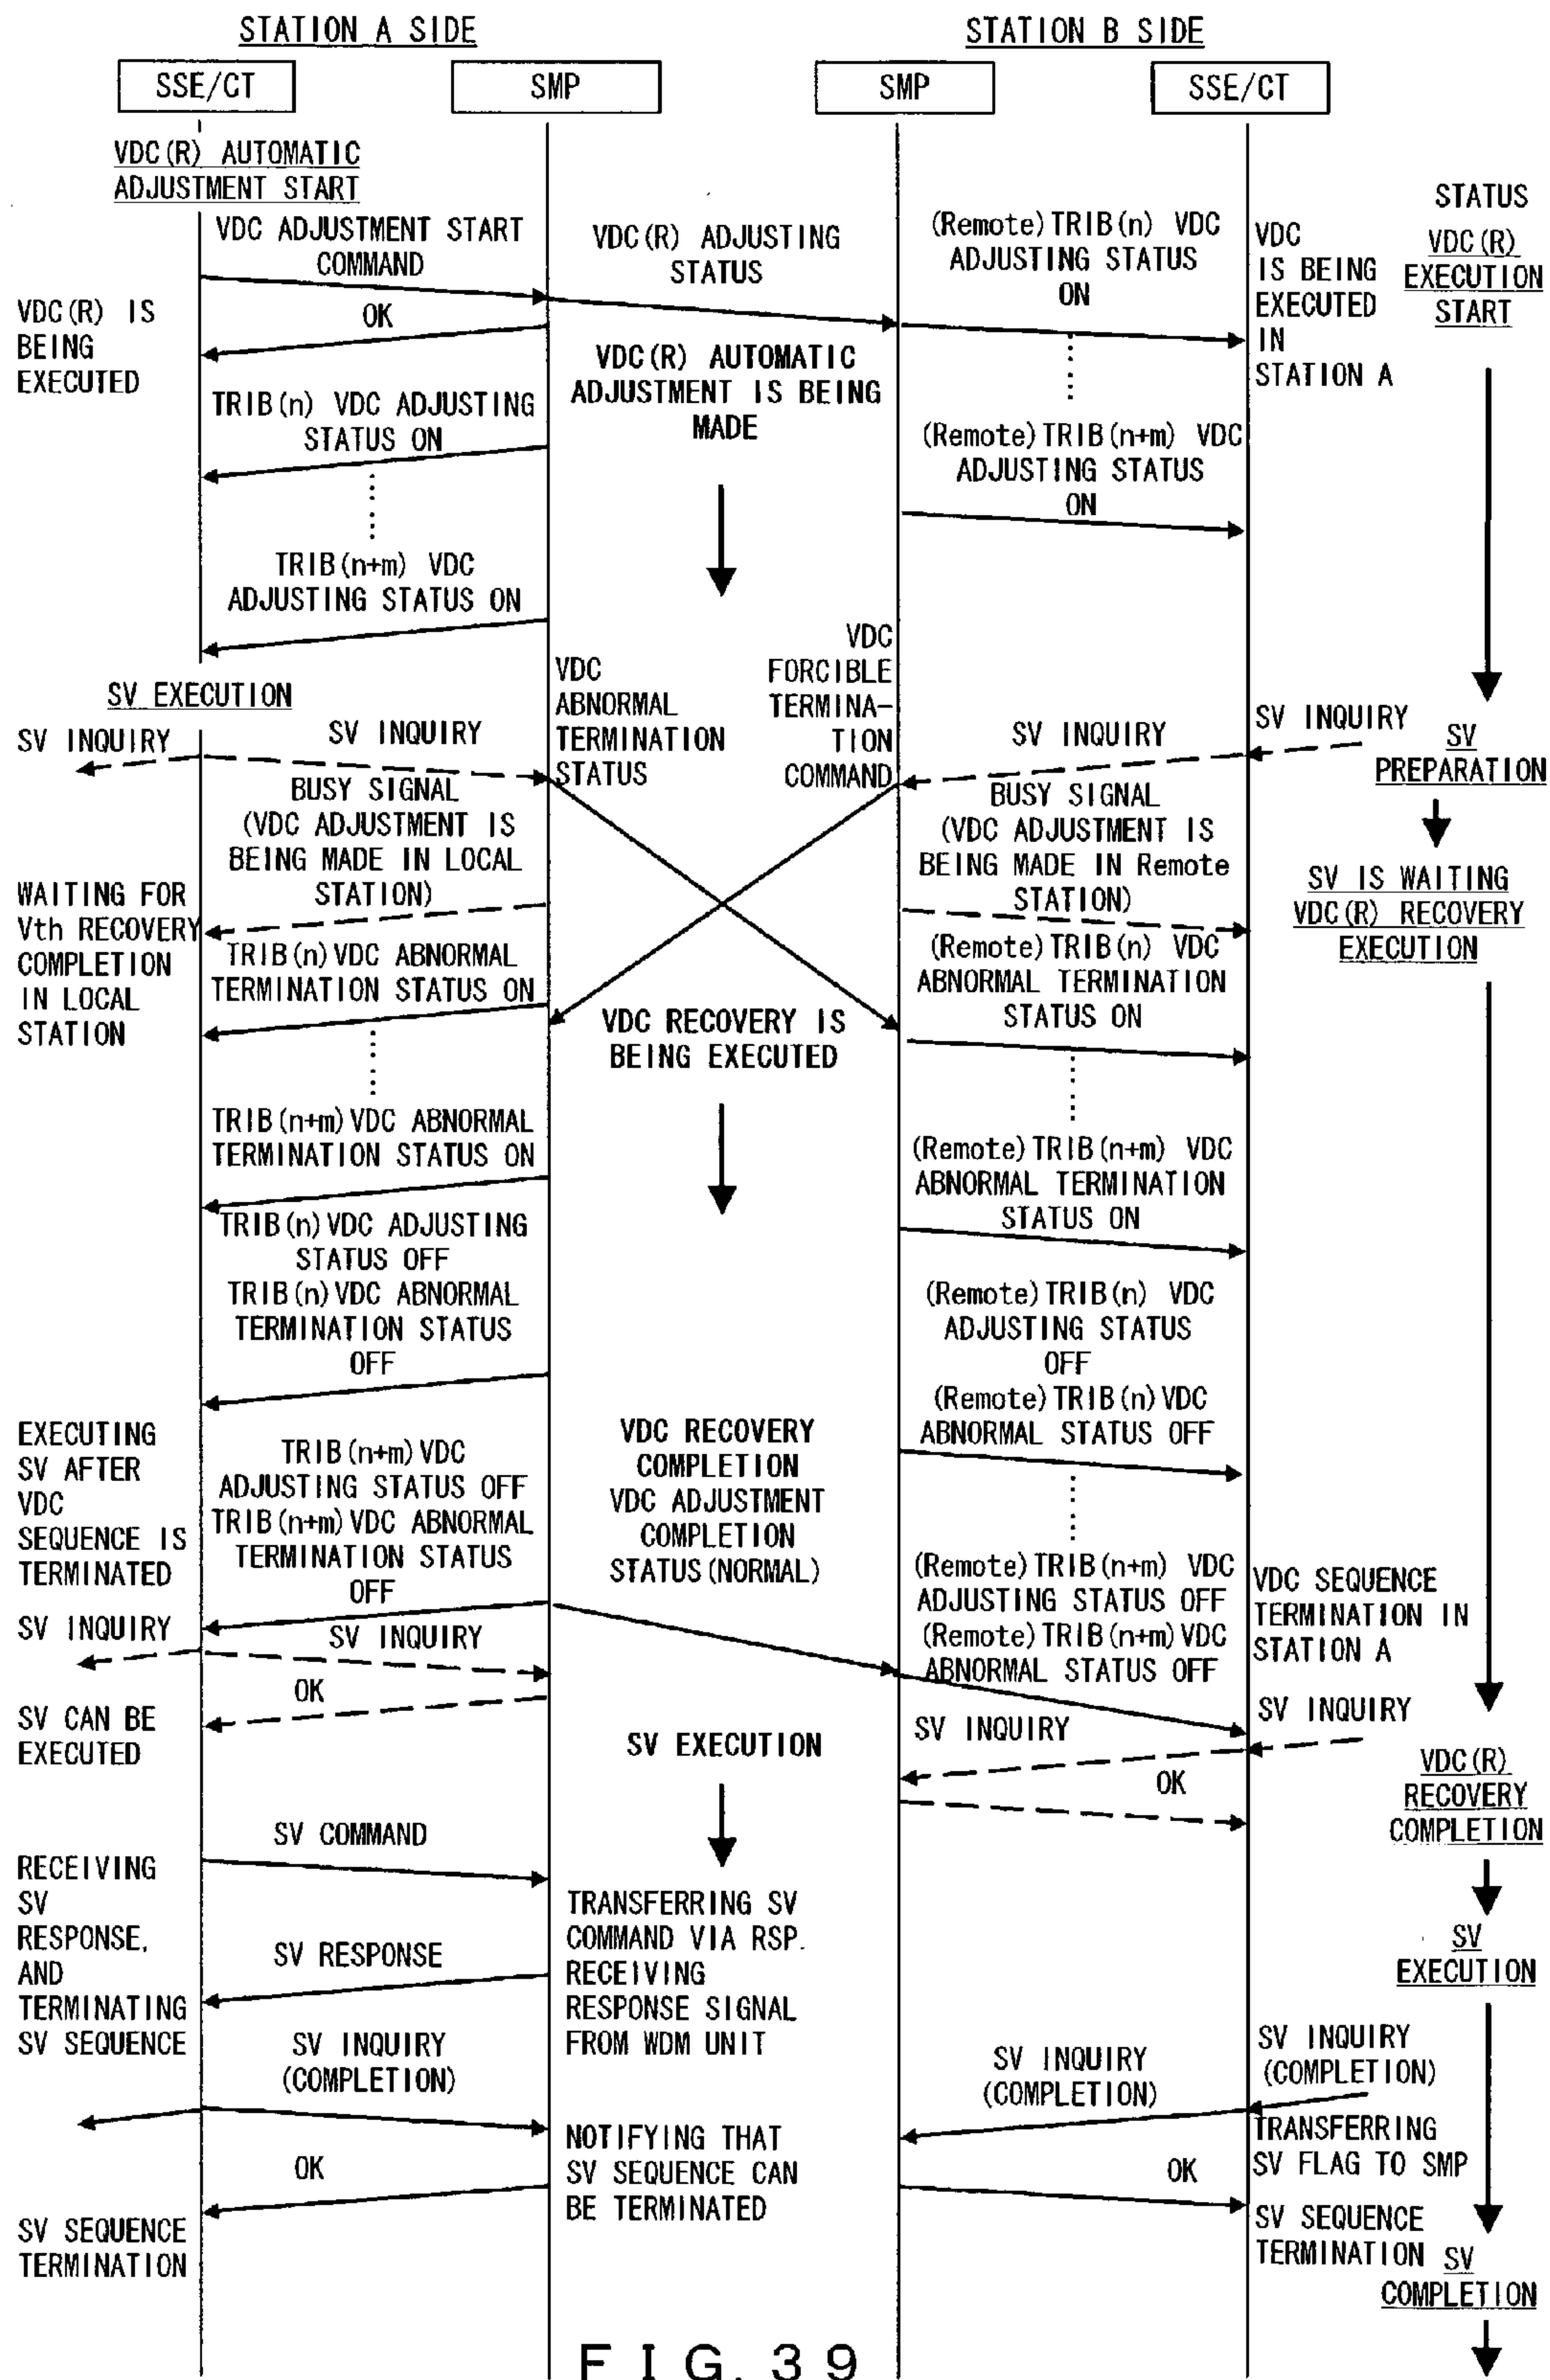 STATION A SIDE
STATION B SIDE
SSE/CT
SMP
SMP
SSE/CT
VDC(R) AUTOMATIC
ADJUSTMENT START
STATUS
VDC ADJUSTMENT START
COMMAND
VDC(R) ADJUSTING
STATUS
(Remote)TRIB(n) VDC
ADJUSTING STATUS
ON
VDC
IS BEING
EXECUTED
IN
STATION A
VDC(R)
EXECUTION
START
VDC(R) IS
BEING
EXECUTED
OK
VDC(R) AUTOMATIC
ADJUSTMENT IS BEING
MADE
TRIB(n) VDC ADJUSTING
STATUS ON
(Remote)TRIB(n+m) VDC
ADJUSTING STATUS
ON
TRIB(n+m) VDC
ADJUSTING STATUS ON
SV EXECUTION
VDC
ABNORMAL
TERMINATION
STATUS
VDC
FORCIBLE
TERMINA-
TION
COMMAND
SV INQUIRY
SV INQUIRY
SV INQUIRY
SV INQUIRY
SV
PREPARATION
BUSY SIGNAL
(VDC ADJUSTMENT IS
BEING MADE IN LOCAL
STATION)
BUSY SIGNAL
(VDC ADJUSTMENT IS
BEING MADE IN Remote
STATION)
SV IS WAITING
VDC(R) RECOVERY
EXECUTION
WAITING FOR
Vth RECOVERY
COMPLETION
IN LOCAL
STATION
TRIB(n)VDC ABNORMAL
TERMINATION STATUS ON
VDC RECOVERY IS
BEING EXECUTED
(Remote)TRIB(n) VDC
ABNORMAL TERMINATION
STATUS ON
TRIB(n+m)VDC ABNORMAL
TERMINATION STATUS ON
(Remote)TRIB(n+m) VDC
ABNORMAL TERMINATION
STATUS ON
TRIB(n)VDC ADJUSTING
STATUS OFF
TRIB(n)VDC ABNORMAL
TERMINATION STATUS
OFF
(Remote)TRIB(n) VDC
ADJUSTING STATUS
OFF
(Remote)TRIB(n)VDC
ABNORMAL STATUS OFF
EXECUTING
SV AFTER
VDC
SEQUENCE IS
TERMINATED
TRIB(n+m)VDC
ADJUSTING STATUS OFF
TRIB(n+m)VDC ABNORMAL
TERMINATION STATUS
OFF
VDC RECOVERY
COMPLETION
VDC ADJUSTMENT
COMPLETION
STATUS(NORMAL)
(Remote)TRIB(n+m) VDC
ADJUSTING STATUS OFF
(Remote)TRIB(n+m)VDC
ABNORMAL STATUS OFF
VDC SEQUENCE
TERMINATION IN
STATION A
SV INQUIRY
SV INQUIRY
OK
SV CAN BE
EXECUTED
SV EXECUTION
SV INQUIRY
SV INQUIRY
OK
VDC(R)
RECOVERY
COMPLETION
SV COMMAND
RECEIVING
SV
RESPONSE,
AND
TERMINATING
SV SEQUENCE
SV RESPONSE
TRANSFERRING SV
COMMAND VIA RSP.
RECEIVING
RESPONSE SIGNAL
FROM WDM UNIT
SV
EXECUTION
SV INQUIRY
(COMPLETION)
SV INQUIRY
(COMPLETION)
SV INQUIRY
(COMPLETION)
TRANSFERRING
SV FLAG TO SMP
OK
NOTIFYING THAT
SV SEQUENCE CAN
BE TERMINATED
OK
SV SEQUENCE
TERMINATION
SV SEQUENCE
TERMINATION
SV
COMPLETION
FIG. 39